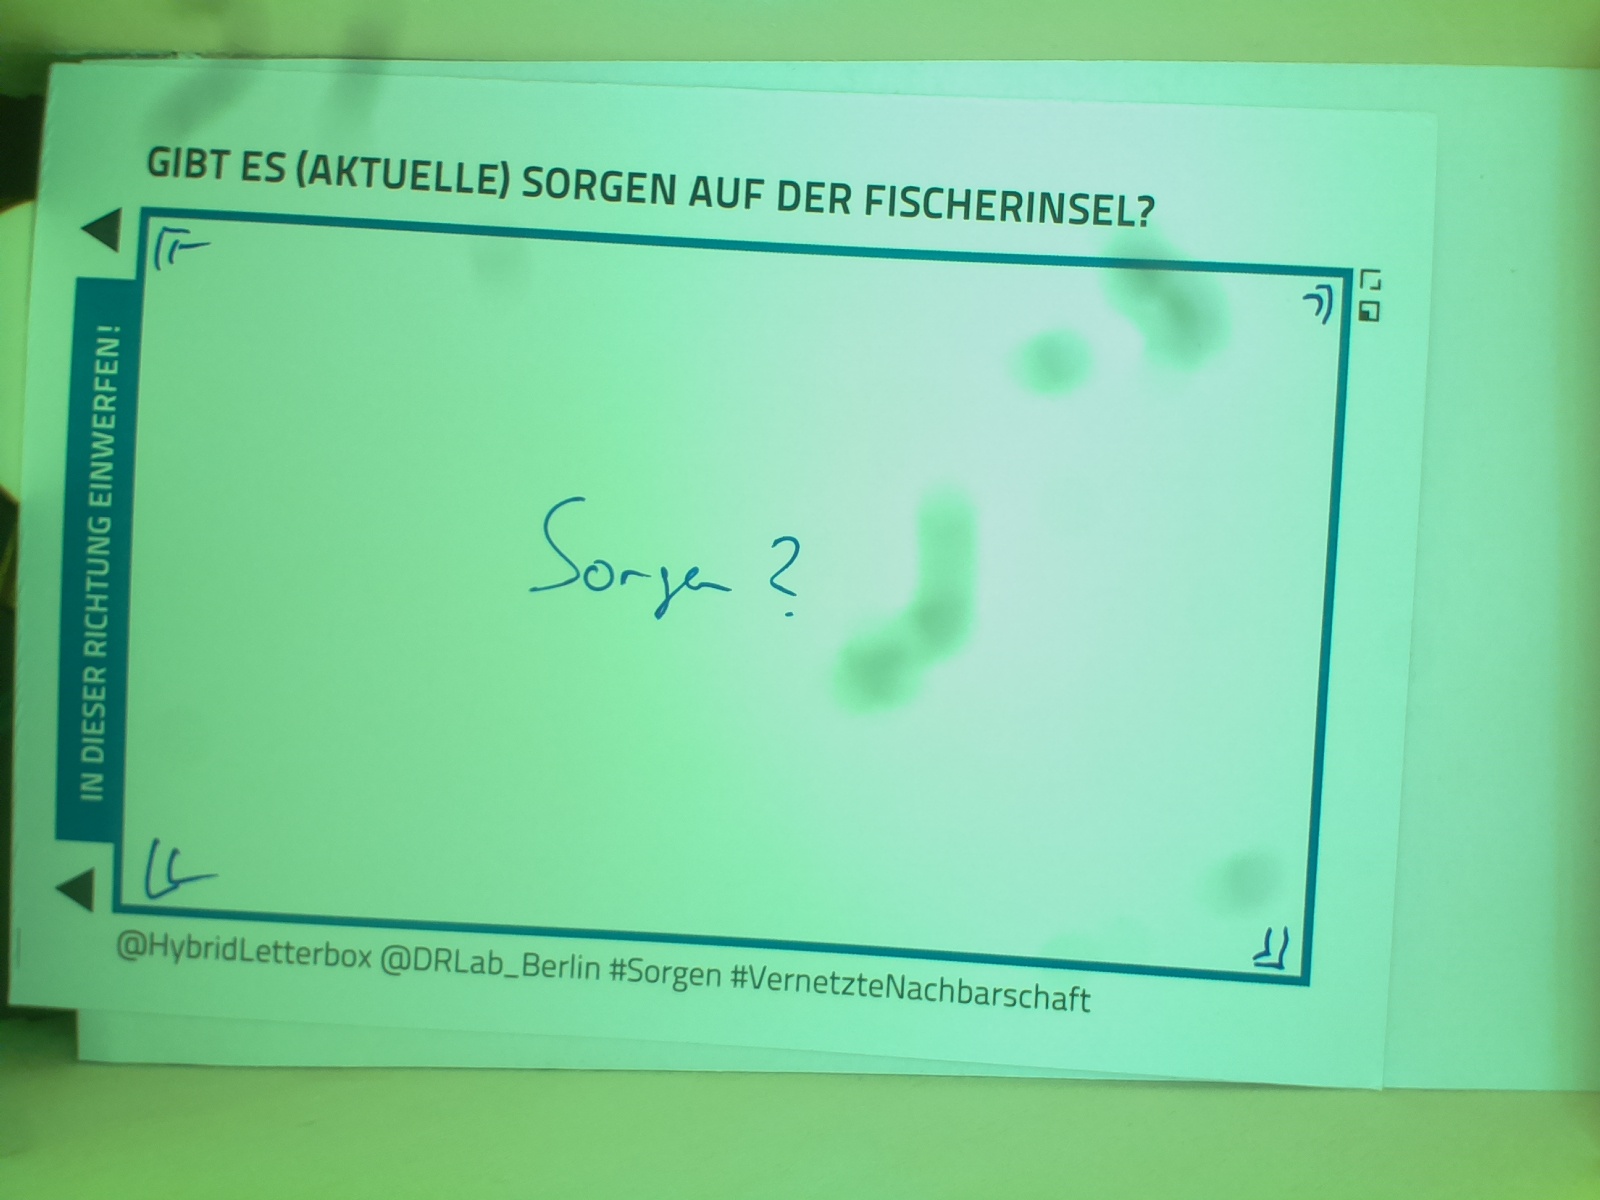 GIBT ES (AKTUELLE) SORGEN AUF DER FISCHERINSEL?
IN DIESER RICHTUNG EINWERFEN!
Sorgen ?
@HybridLetterbox @DRLab_Berlin #Sorgen #VernetzteNachbarschaft